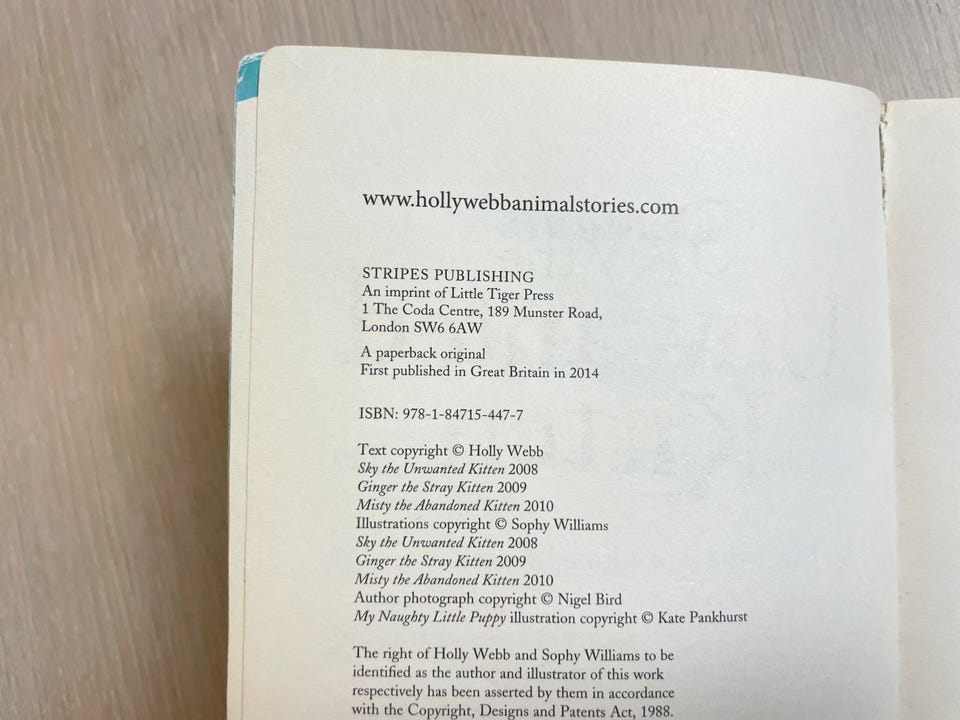 www.hollywebbanimalstories.com
STRIPES PUBLISHING
An imprint of Little Tiger Press
1 The Coda Centre, 189 Munster Road,
London SW6 6AW
A paperback original
First published in Great Britain in 2014
ISBN: 978-1-84715-447-7
Text copyright © Holly Webb
Sky the Unwanted Kitten 2008
Ginger the Stray Kitten 2009
Misty the Abandoned Kitten 2010
Illustrations copyright © Sophy Williams
Sky the Unwanted Kitten 2008
Ginger the Stray Kitten 2009
Misty the Abandoned Kitten 2010
Author photograph copyright © Nigel Bird
My Naughty Little Puppy illustration copyright © Kate Pankhurst
The right of Holly Webb and Sophy Williams to be
identified as the author and illustrator of this work
respectively has been asserted by them in accordance
with the Copyright, Designs and Patents Act, 1988.